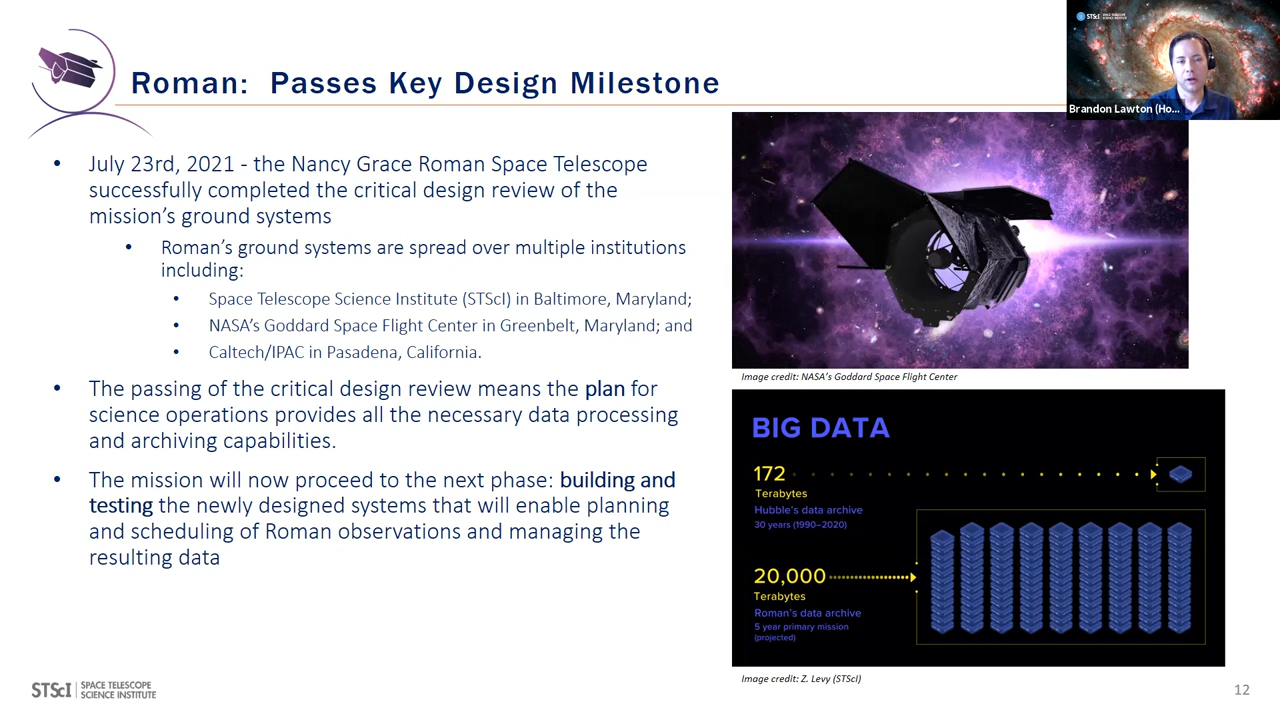 STScI SPACE TELESCOPE
SCIENCE INSTITUTE
Brandon Lawton (Ho...
Roman: Passes Key Design Milestone
• July 23rd, 2021 - the Nancy Grace Roman Space Telescope
successfully completed the critical design review of the
mission's ground systems
• Roman's ground systems are spread over multiple institutions
including:
• Space Telescope Science Institute (STScI) in Baltimore, Maryland;
• NASA's Goddard Space Flight Center in Greenbelt, Maryland; and
• Caltech/IPAC in Pasadena, California.
• The passing of the critical design review means the plan for
science operations provides all the necessary data processing
and archiving capabilities.
• The mission will now proceed to the next phase: building and
testing the newly designed systems that will enable planning
and scheduling of Roman observations and managing the
resulting data
Image credit: NASA's Goddard Space Flight Center
BIG DATA
172
Terabytes
Hubble's data archive
30 years (1990–2020)
20,000
Terabytes
Roman's data archive
5 year primary mission
(projected)
Image credit: Z. Levy (STScI)
STScI | SPACE TELESCOPE
SCIENCE INSTITUTE
12